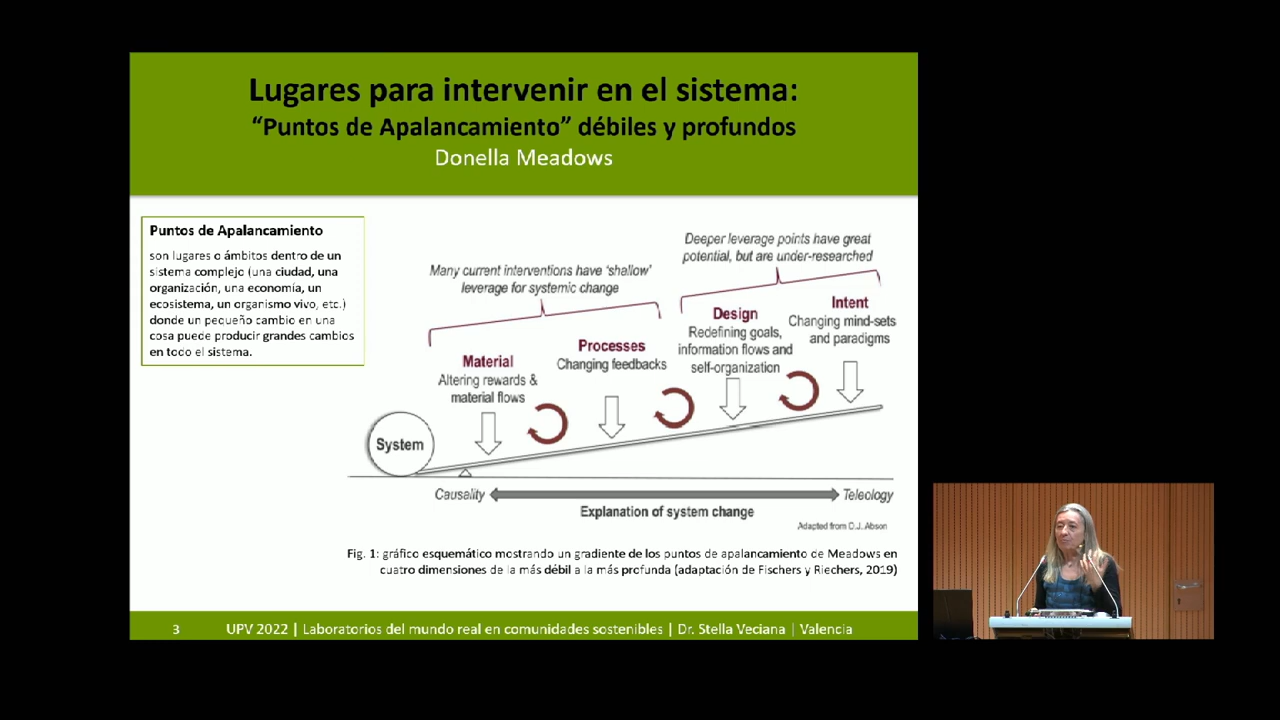 Lugares para intervenir en el sistema:
“Puntos de Apalancamiento” débiles y profundos
Donella Meadows
Puntos de Apalancamiento
son lugares o ámbitos dentro de un
sistema complejo (una ciudad, una
organización, una economía, un
ecosistema, un organismo vivo, etc.)
donde un pequeño cambio en una
cosa puede producir grandes cambios
en todo el sistema.
Many current interventions have ‘shallow’
leverage for systemic change
Deeper leverage points have great
potential, but are under-researched
Material
Altering rewards &
material flows
Processes
Changing feedbacks
Design
Redefining goals,
information flows and
self-organization
Intent
Changing mind-sets
and paradigms
System
Causality
Teleology
Explanation of system change
Adapted from D.J. Abson
Fig. 1: gráfico esquemático mostrando un gradiente de los puntos de apalancamiento de Meadows en
cuatro dimensiones de la más débil a la más profunda (adaptación de Fischers y Riechers, 2019)
3
UPV 2022 | Laboratorios del mundo real en comunidades sostenibles | Dr. Stella Veciana | Valencia